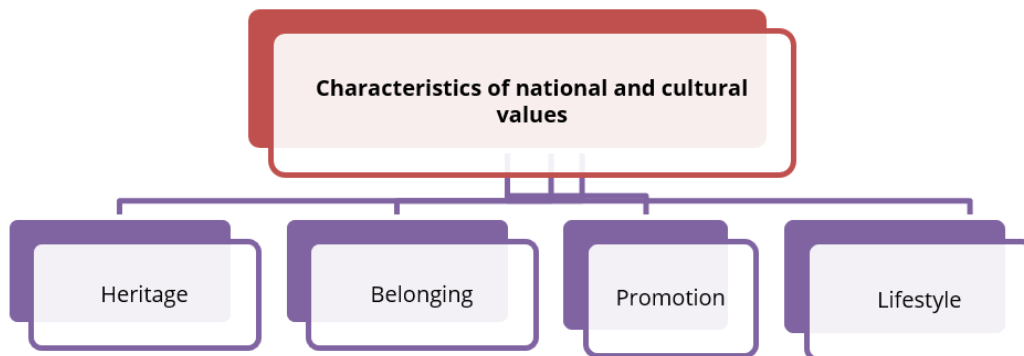 Characteristics of national and cultural
values
Heritage
Belonging
Promotion
Lifestyle